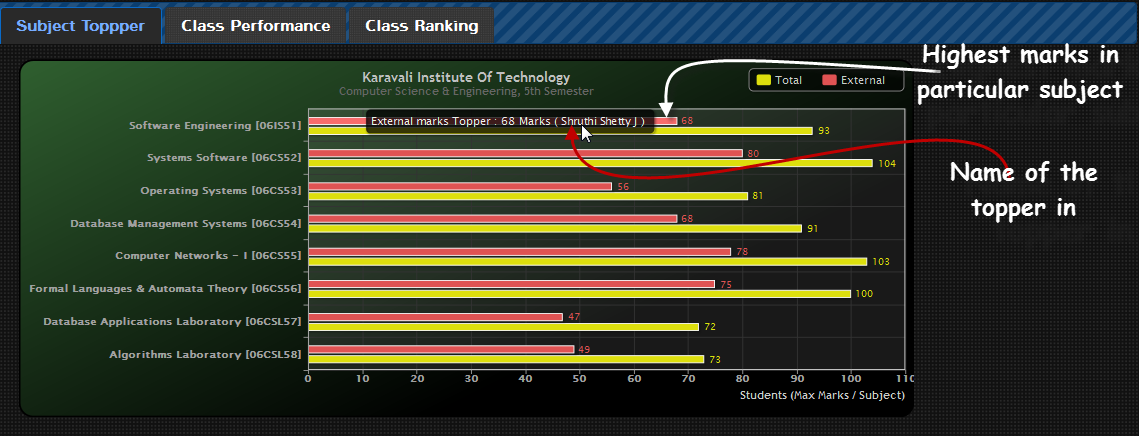 Subject Toppper
Class Performance
Class Ranking
Highest marks in
particular subject
Karavali Institute Of Technology
Computer Science & Engineering, 5th Semester
Total
External
Software Engineering [06IS51]
External marks Topper : 68 Marks ( Shruthi Shetty J )
68
93
Systems Software [06CS52]
80
104
Name of the
topper in
Operating Systems [06CS53]
56
81
Database Management Systems [06CS54]
68
91
Computer Networks - I [06CS55]
78
103
Formal Languages & Automata Theory [06CS56]
75
100
Database Applications Laboratory [06CSL57]
47
72
Algorithms Laboratory [06CSL58]
49
73
0 10 20 30 40 50 60 70 80 90 100 110
Students (Max Marks / Subject)